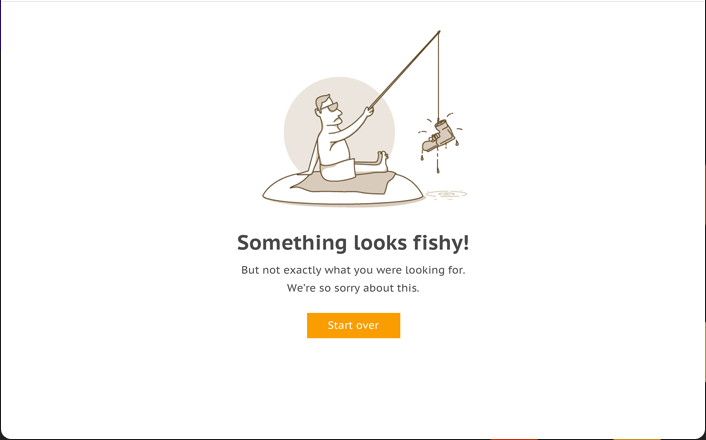 Something looks fishy!
But not exactly what you were looking for.
We're so sorry about this.
Start over